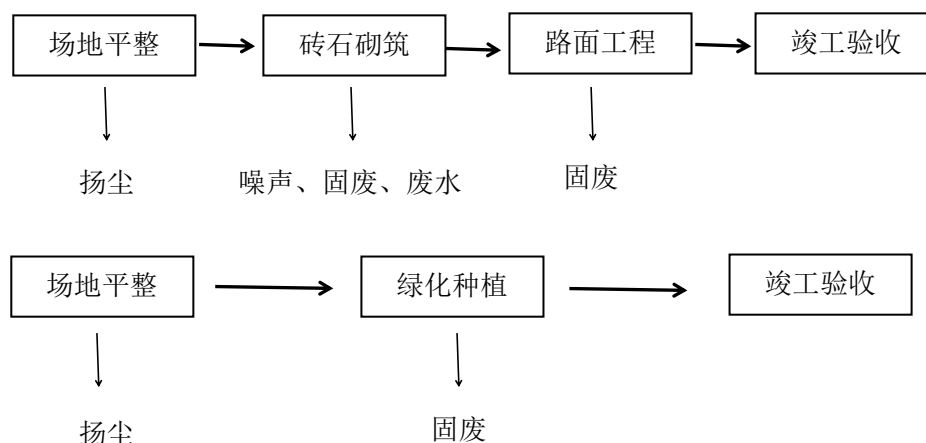 场地平整 砖石砌筑 路面工程 竣工验收
扬尘 噪声、固废、废水 固废
场地平整 绿化种植 竣工验收
扬尘 固废